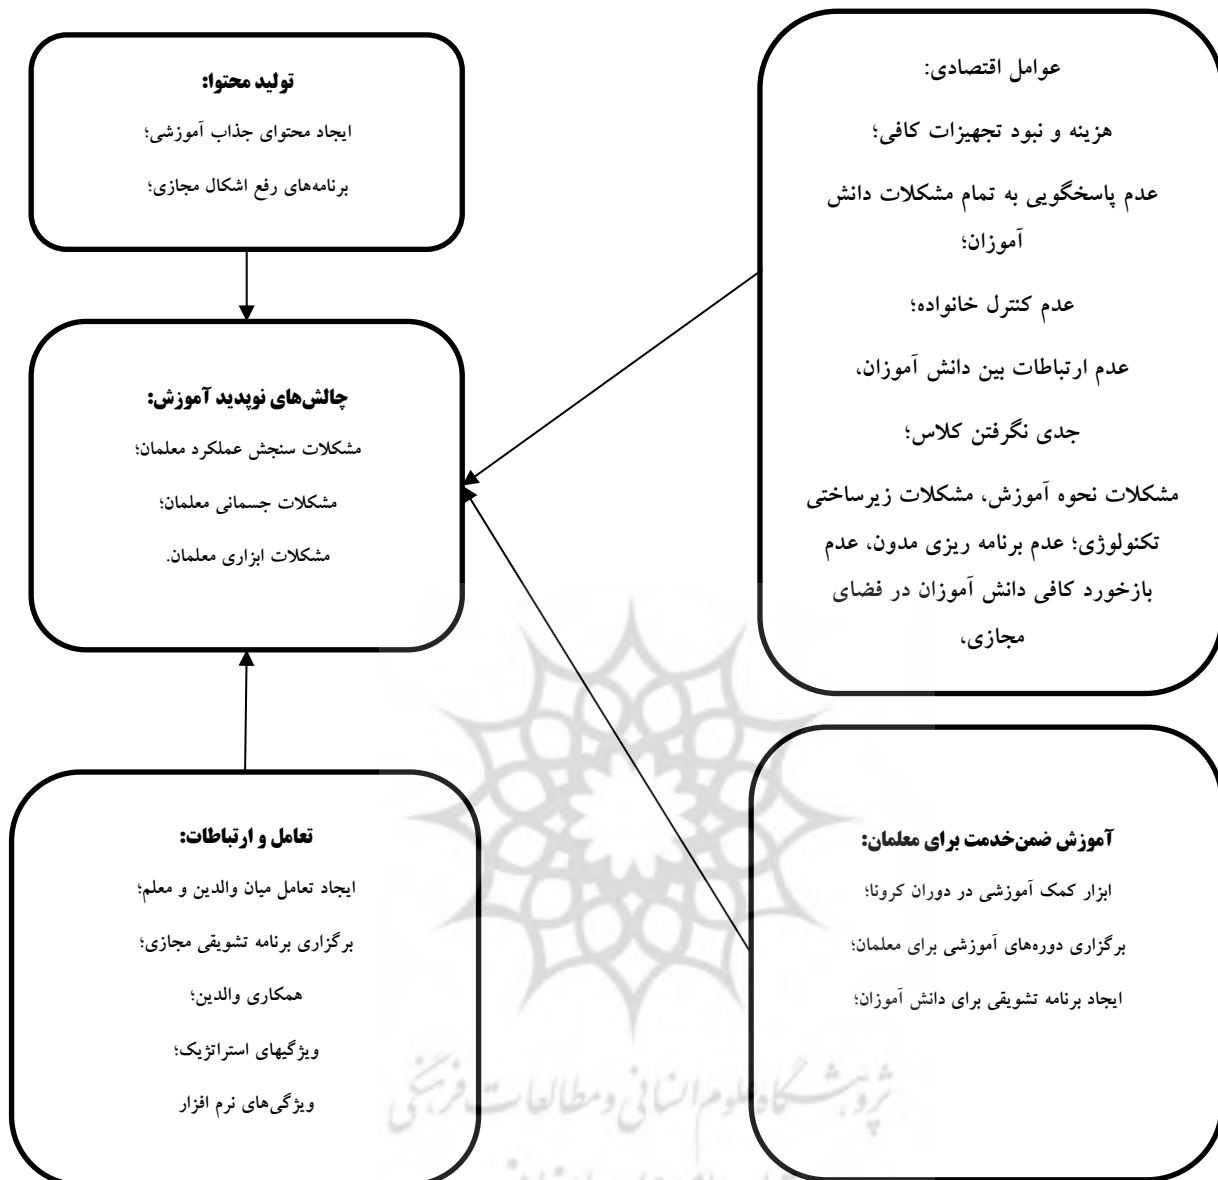 تولید محتوا:
ایجاد محتوای جذاب آموزشی؛
برنامه‌های رفع اشکال مجازی؛
عوامل اقتصادی:
هزینه و نبود تجهیزات کافی؛
عدم پاسخگویی به تمام مشکلات دانش
آموزان؛
عدم کنترل خانواده؛
عدم ارتباطات بین دانش آموزان،
جدی نگرفتن کلاس؛
مشکلات نحوه آموزش، مشکلات زیرساختی
تکنولوژی؛ عدم برنامه ریزی مدون، عدم
بازخورد کافی دانش آموزان در فضای
مجازی،
چالش‌های نوپدید آموزش:
مشکلات سنجش عملکرد معلمان؛
مشکلات جسمانی معلمان؛
مشکلات ابزاری معلمان.
تعامل و ارتباطات:
ایجاد تعامل میان والدین و معلم؛
برگزاری برنامه تشویقی مجازی؛
همکاری والدین؛
ویژگیهای استراتژیک؛
ویژگی‌های نرم افزار
آموزش ضمن‌خدمت برای معلمان:
ابزار کمک آموزشی در دوران کرونا؛
برگزاری دوره‌های آموزشی برای معلمان؛
ایجاد برنامه تشویقی برای دانش آموزان؛
پژوهشگاه علوم انسانی و مطالعات فرهنگی